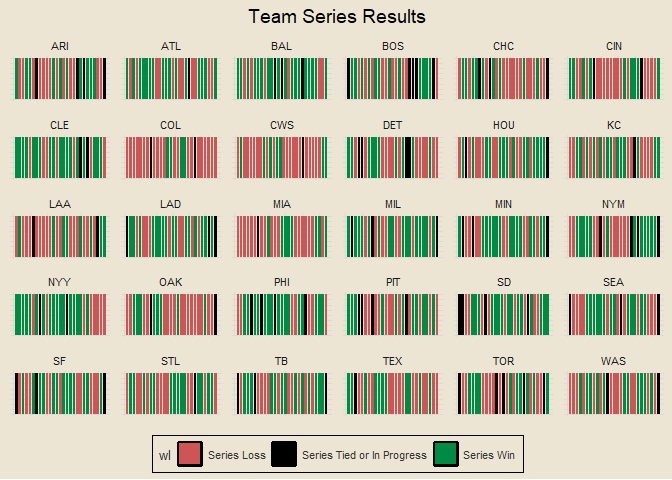 Team Series Results
ARI ATL BAL BOS CHC CIN
CLE COL CWS DET HOU KC
LAA LAD MIA MIL MIN NYM
NYY OAK PHI PIT SD SEA
SF STL TB TEX TOR WAS
wl Series Loss Series Tied or In Progress Series Win